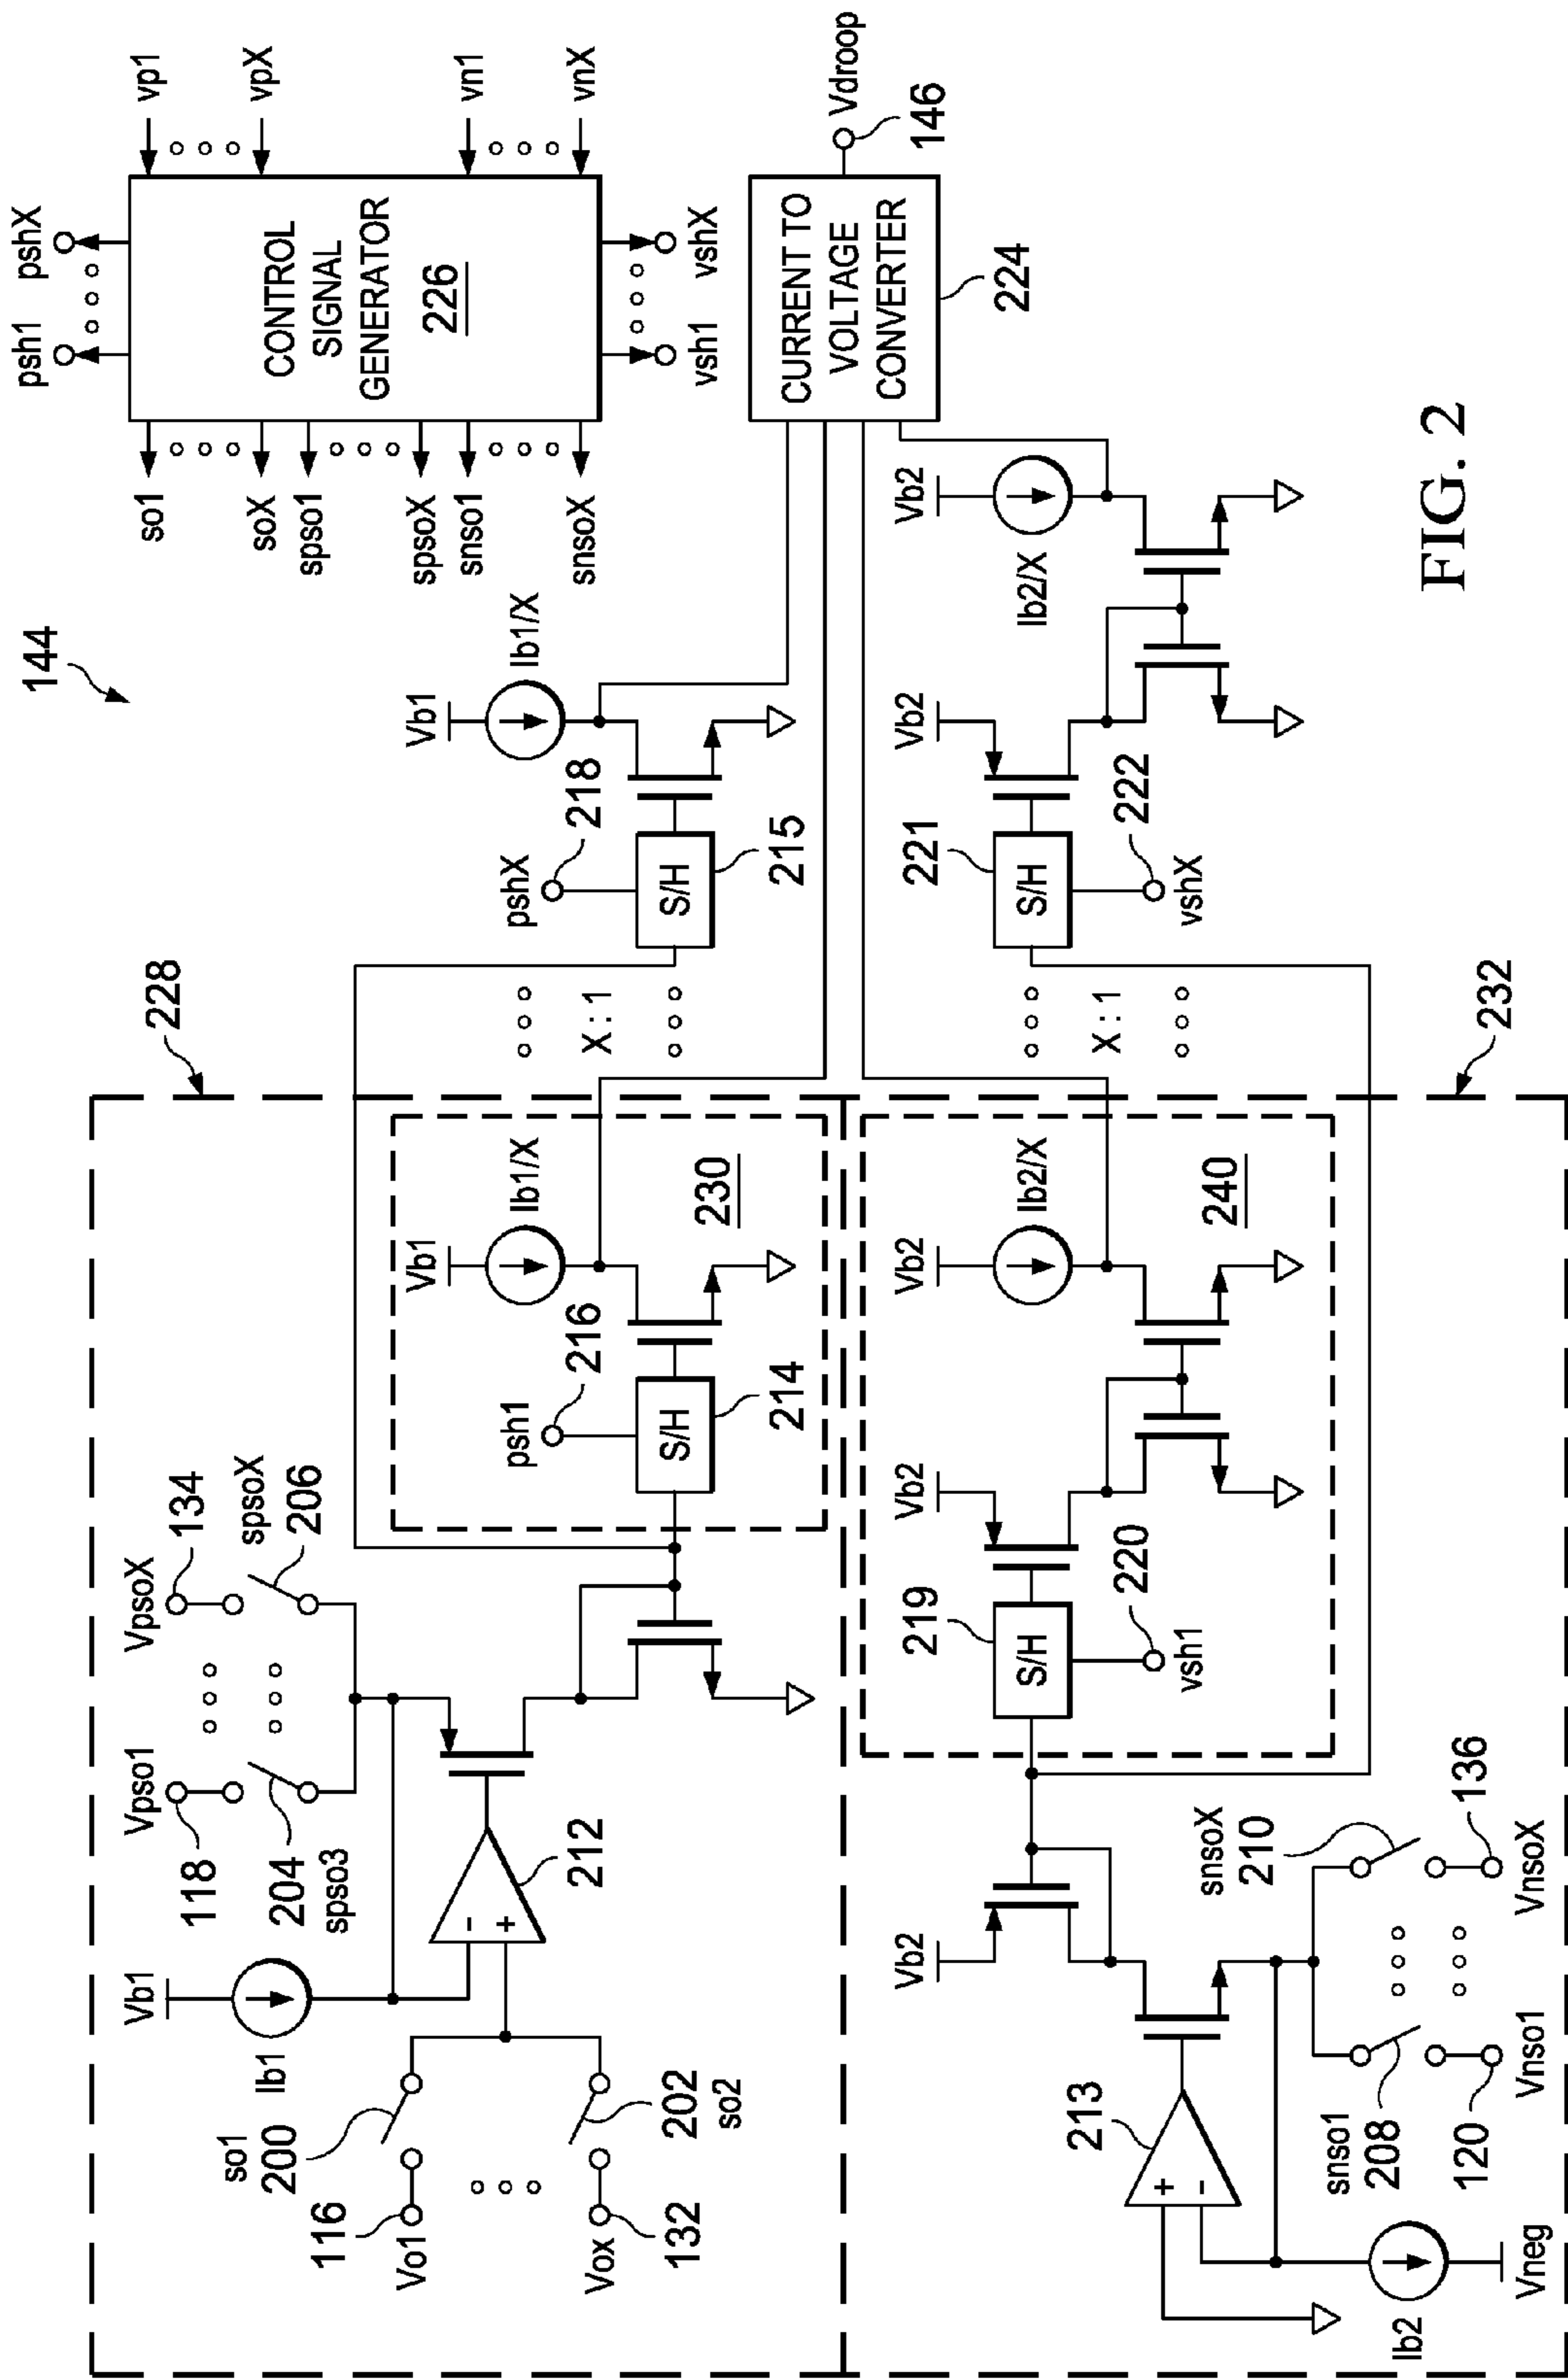 144
228
Vb1
Ib1
Vpso1
118
204
spso3
VpsoX
134
spsoX
206
so1
200
116
Vo1
Vox
132
202
so2
-
+
212
psh1
216
S/H
214
Vb1
Ib1/X
230
X : 1
pshX
218
S/H
215
Vb1
Ib1/X
psh1
pshX
so1
soX
spso1
spsoX
snso1
snsoX
CONTROL
SIGNAL
GENERATOR
226
vp1
vpX
vn1
vnX
vsh1
vshX
CURRENT TO
VOLTAGE
CONVERTER
224
Vdroop
146
232
Vb2
219
S/H
220
vsh1
Vb2
Vb2
Ib2/X
240
X : 1
221
S/H
222
vshX
Vb2
Vb2
Ib2/X
213
+
-
Ib2
Vneg
snso1
208
120
Vnso1
snsoX
210
136
VnsoX
FIG. 2